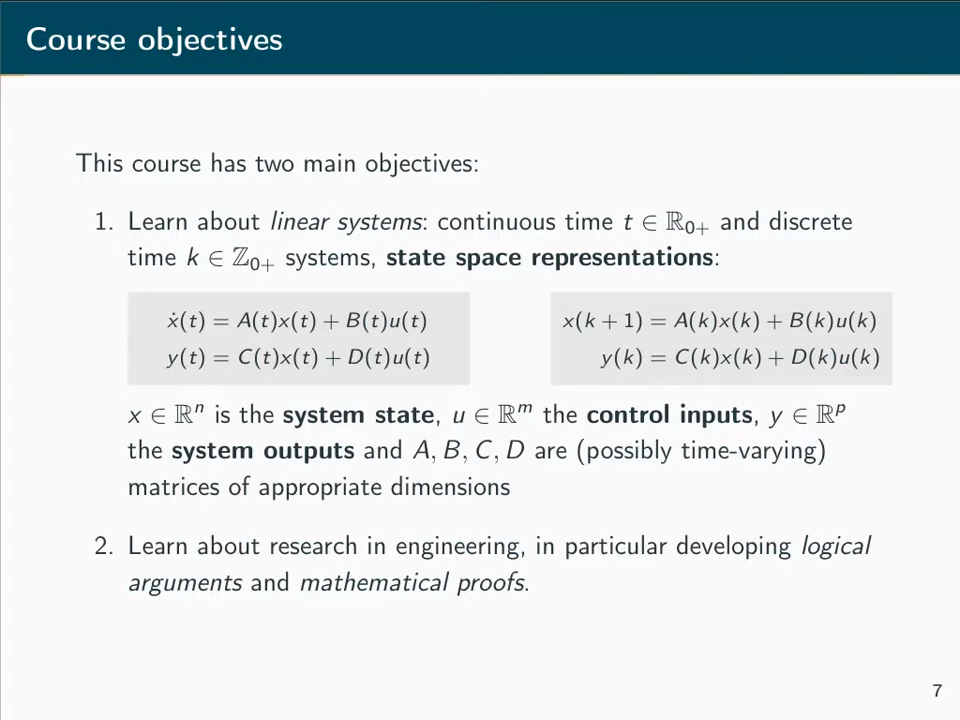 Course objectives
This course has two main objectives:
1. Learn about linear systems: continuous time t ∈ ℝ₀₊ and discrete
time k ∈ ℤ₀₊ systems, state space representations:
ẋ(t) = A(t)x(t) + B(t)u(t)
y(t) = C(t)x(t) + D(t)u(t)
x(k + 1) = A(k)x(k) + B(k)u(k)
y(k) = C(k)x(k) + D(k)u(k)
x ∈ ℝⁿ is the system state, u ∈ ℝᵐ the control inputs, y ∈ ℝᵖ
the system outputs and A, B, C, D are (possibly time-varying)
matrices of appropriate dimensions
2. Learn about research in engineering, in particular developing logical
arguments and mathematical proofs.
7